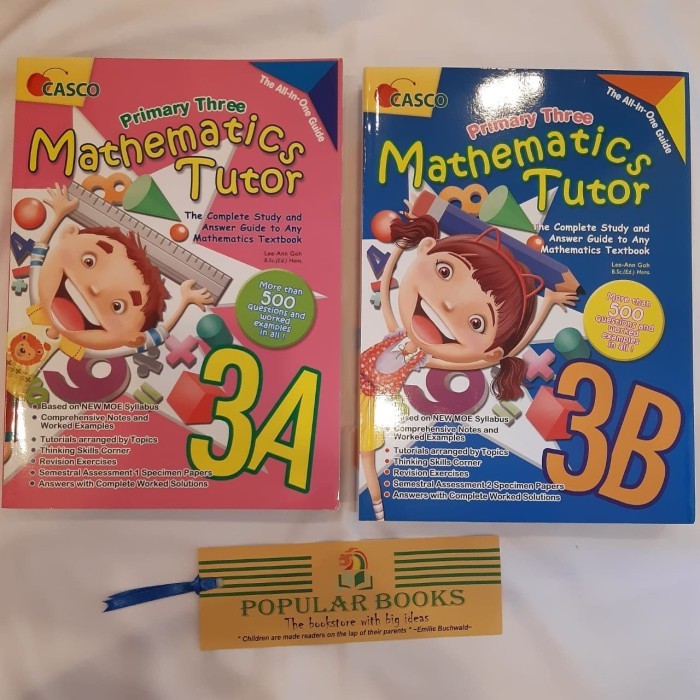 CASCO
The All-In-One Guide
Primary Three
Mathematics
Tutor
The Complete Study and
Answer Guide to Any
Mathematics Textbook
Lee-Ann Goh
B.Sc.(Ed.) Hons.
More than
500
questions and
worked
examples
in all!
3A
Based on NEW MOE Syllabus
Comprehensive Notes and
Worked Examples
Tutorials arranged by Topics
Thinking Skills Corner
Revision Exercises
Semestral Assessment 1 Specimen Papers
Answers with Complete Worked Solutions
CASCO
The All-In-One Guide
Primary Three
Mathematics
Tutor
The Complete Study and
Answer Guide to Any
Mathematics Textbook
Lee-Ann Goh
B.Sc.(Ed.) Hons.
More than
500
questions and
worked
examples
in all!
3B
Based on NEW MOE Syllabus
Comprehensive Notes and
Worked Examples
Tutorials arranged by Topics
Thinking Skills Corner
Revision Exercises
Semestral Assessment 2 Specimen Papers
Answers with Complete Worked Solutions
POPULAR BOOKS
The bookstore with big ideas
" Children are made readers on the lap of their parents " ~Emilie Buchwald~